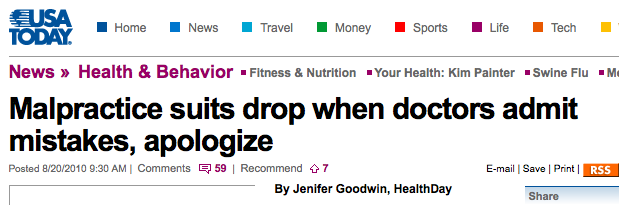 USA
TODAY.
Home News Travel Money Sports Life Tech
News » Health & Behavior Fitness & Nutrition Your Health: Kim Painter Swine Flu
Malpractice suits drop when doctors admit
mistakes, apologize
Posted 8/20/2010 9:30 AM | Comments 59 | Recommend 7 E-mail | Save | Print | RSS
By Jenifer Goodwin, HealthDay
Share